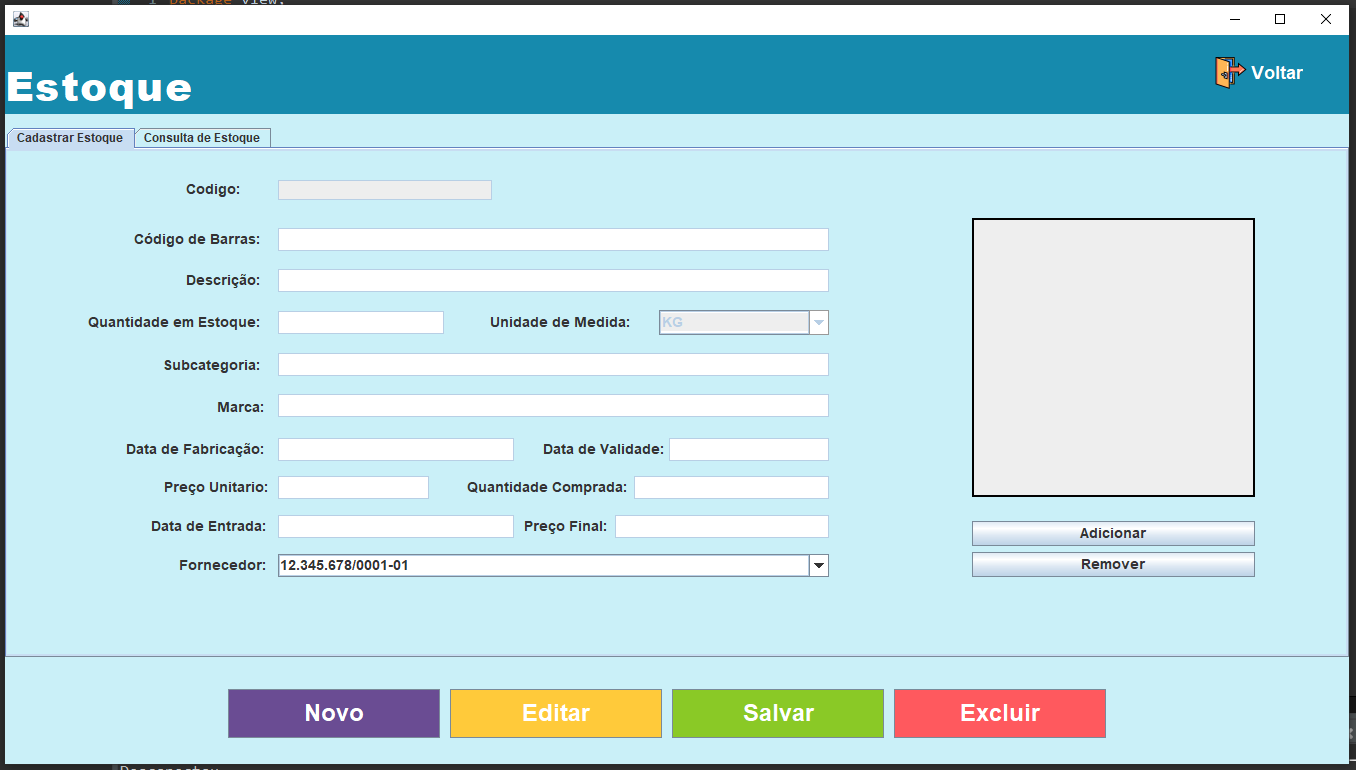 package view;
Estoque
Voltar
Cadastrar Estoque Consulta de Estoque
Codigo:
Código de Barras:
Descrição:
Quantidade em Estoque: Unidade de Medida: KG
Subcategoria:
Marca:
Data de Fabricação: Data de Validade:
Preço Unitario: Quantidade Comprada:
Data de Entrada: Preço Final:
Fornecedor: 12.345.678/0001-01
Adicionar
Remover
Novo Editar Salvar Excluir